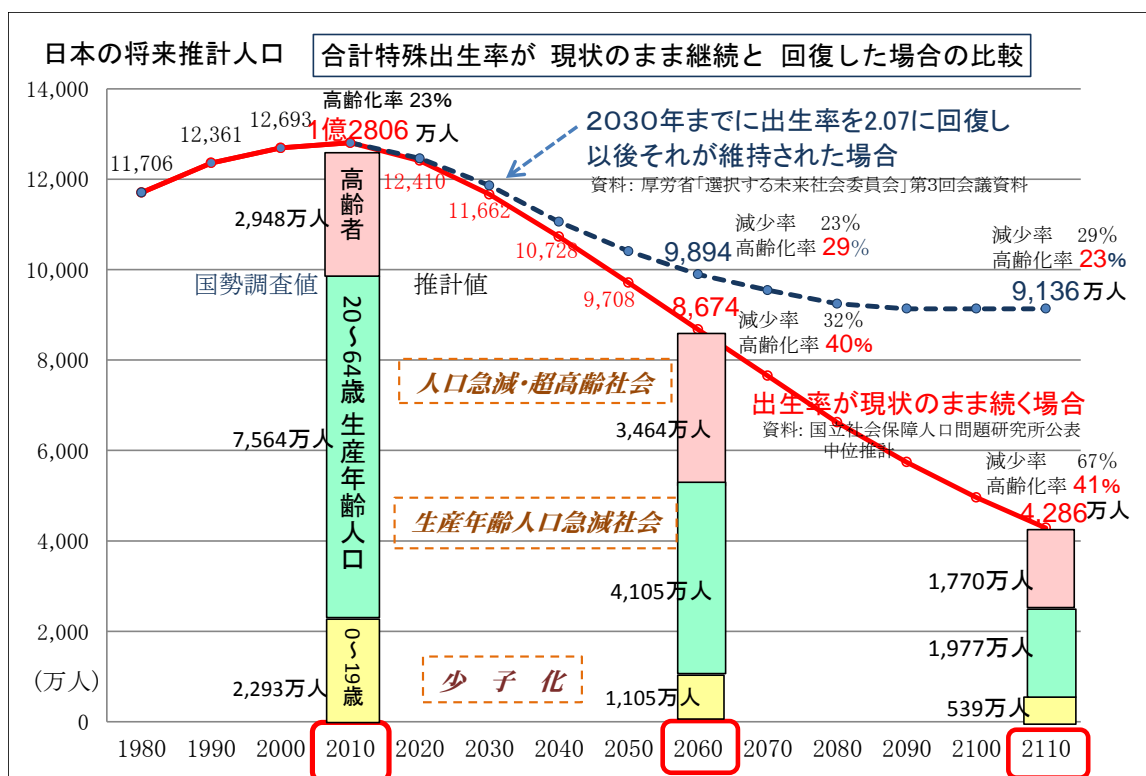 日本の将来推計人口
合計特殊出生率が 現状のまま継続と 回復した場合の比較
14,000
12,000
10,000
8,000
6,000
4,000
2,000
(万人)
0
11,706
12,361
12,693
高齢化率 23%
1億2806 万人
12,410
11,662
10,728
9,708
2030年までに出生率を2.07に回復し
以後それが維持された場合
資料: 厚労省「選択する未来社会委員会」第3回会議資料
9,894
減少率 23%
高齢化率 29%
減少率 29%
高齢化率 23%
9,136 万人
国勢調査値
推計値
8,674
減少率 32%
高齢化率 40%
出生率が現状のまま続く場合
資料: 国立社会保障人口問題研究所公表
中位推計
減少率 67%
高齢化率 41%
4,286万人
高齢者
2,948万人
20～64歳 生産年齢人口
7,564万人
0～19歳
2,293万人
人口急減・超高齢社会
生産年齢人口急減社会
少 子 化
3,464万人
4,105万人
1,105万人
1,770万人
1,977万人
539万人
1980 1990 2000 2010 2020 2030 2040 2050 2060 2070 2080 2090 2100 2110